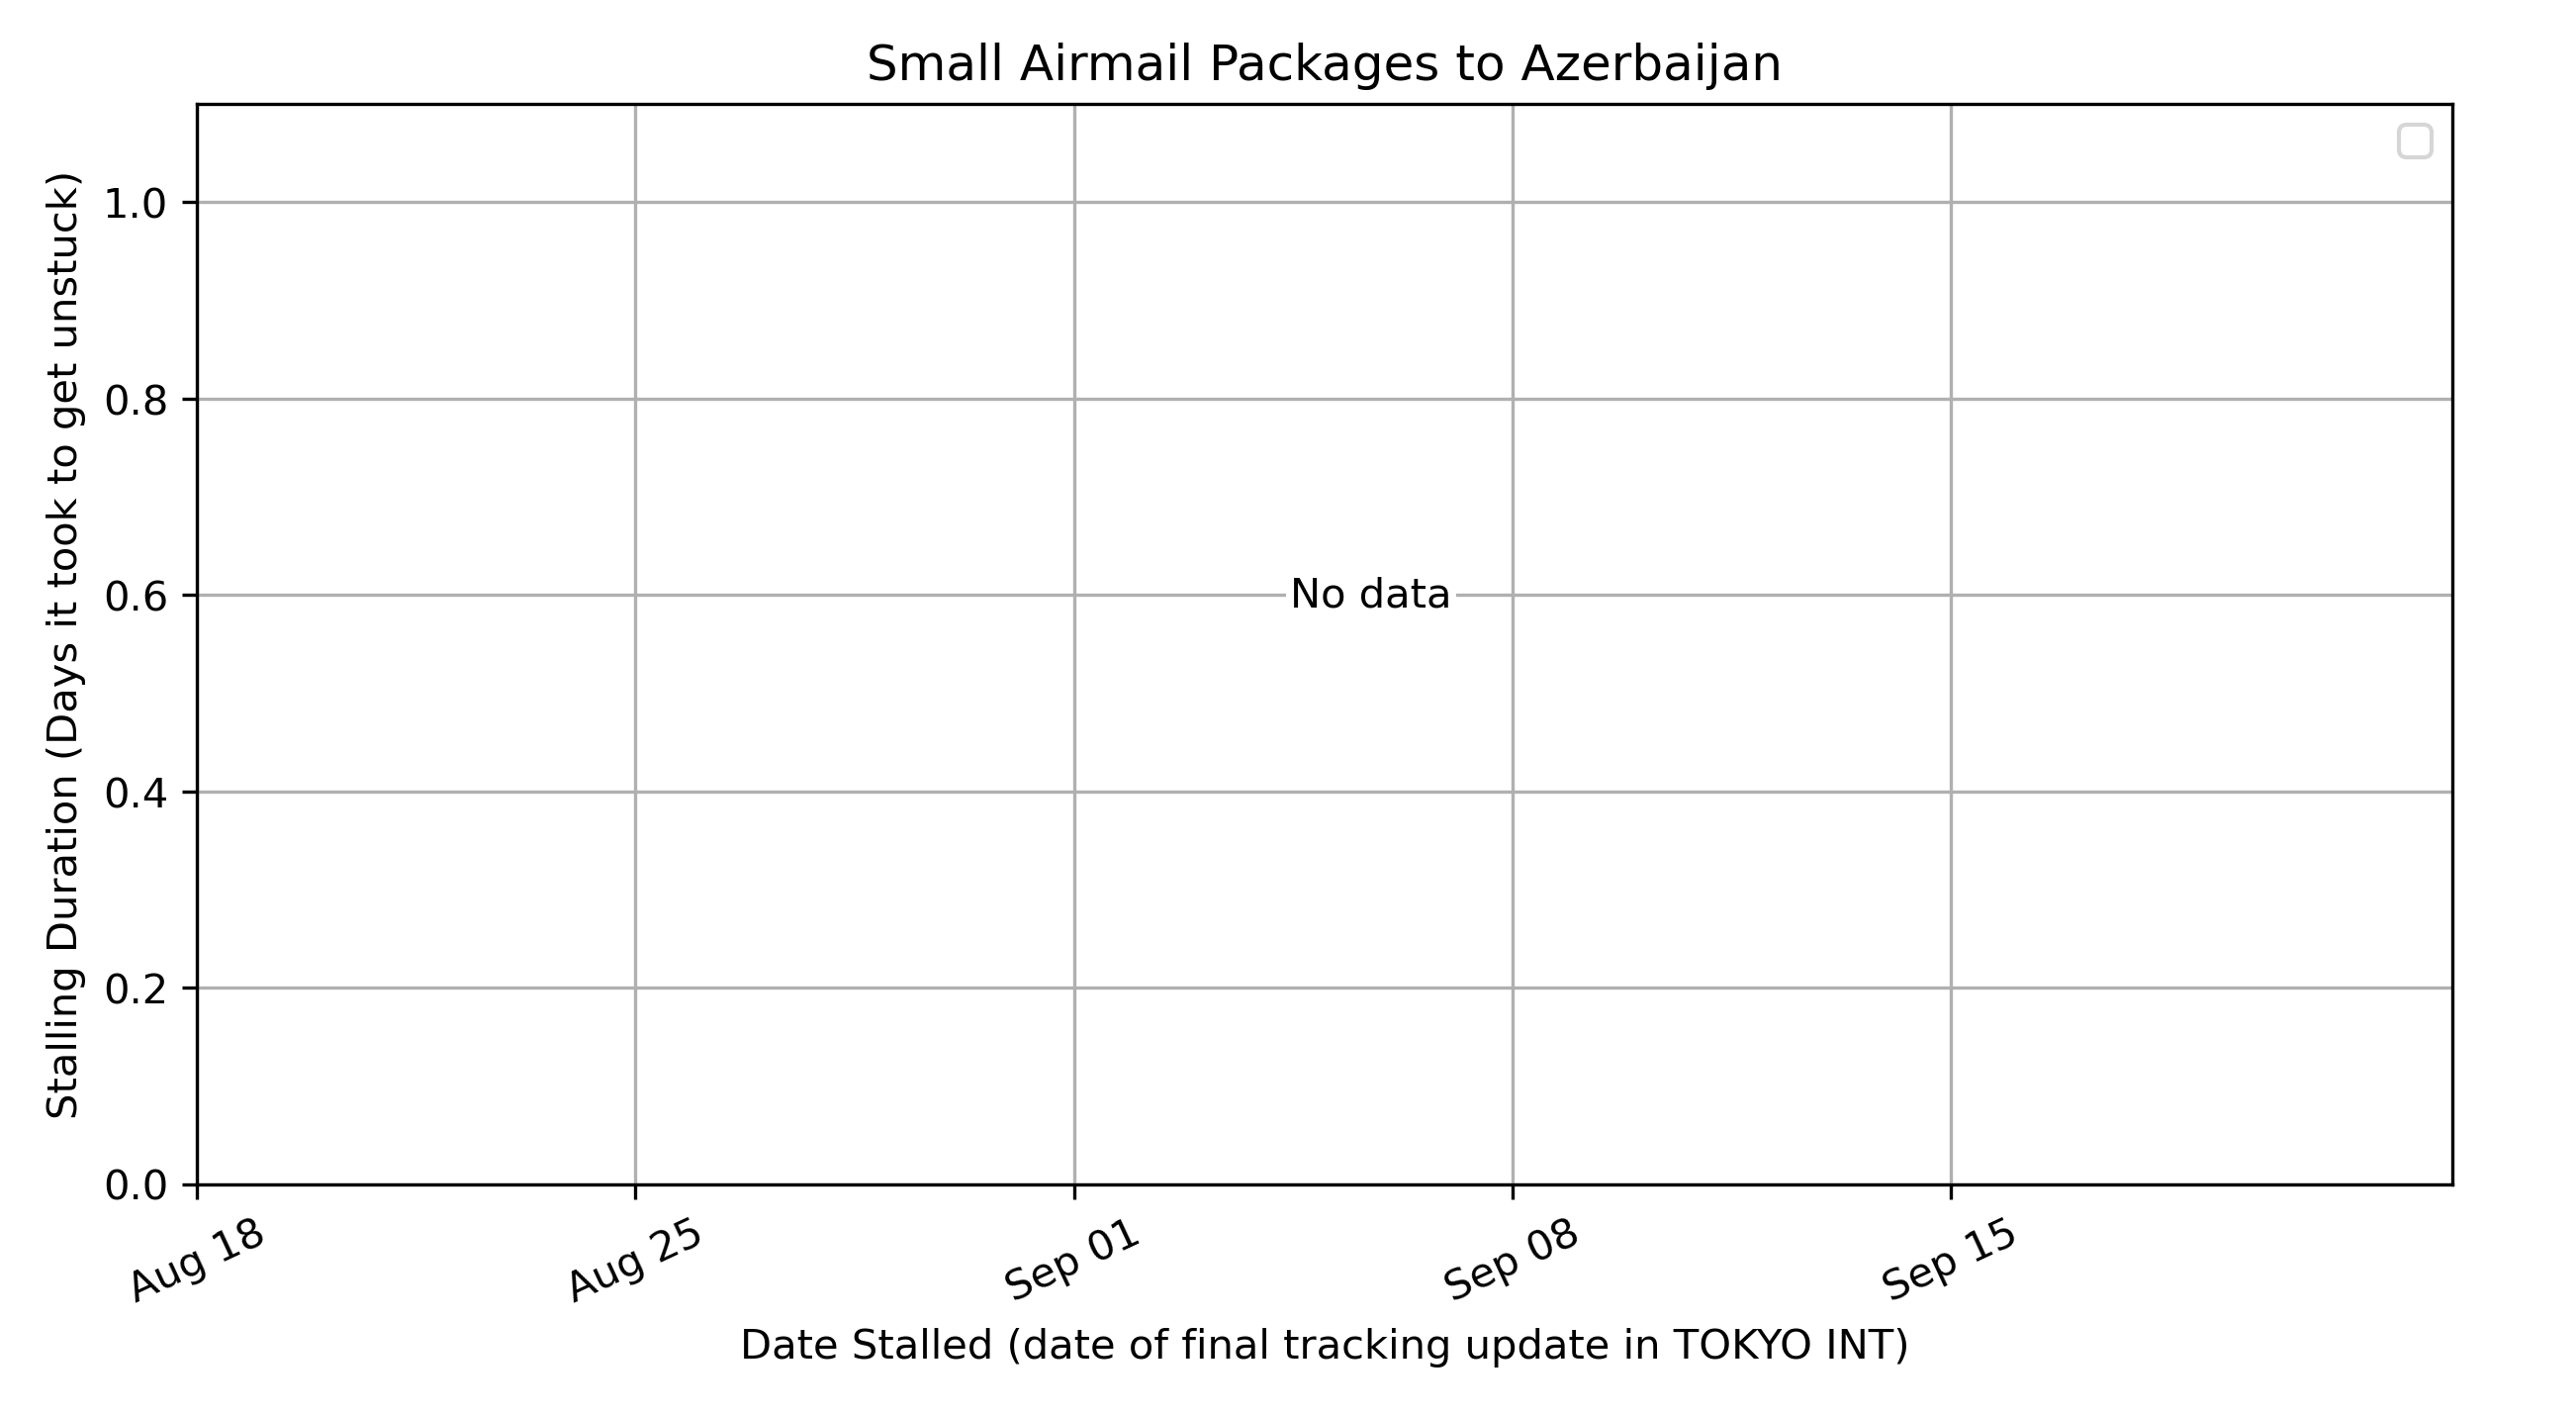 Small Airmail Packages to Azerbaijan
Stalling Duration (Days it took to get unstuck)
1.0
0.8
0.6
0.4
0.2
0.0
No data
Aug 18
Aug 25
Sep 01
Sep 08
Sep 15
Date Stalled (date of final tracking update in TOKYO INT)